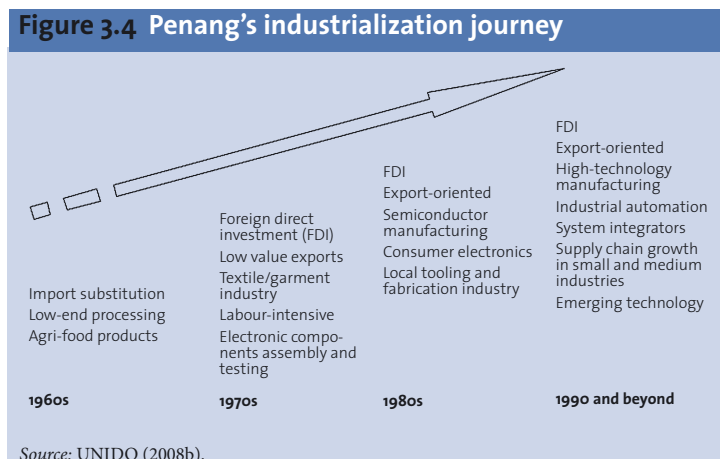 Figure 3.4 Penang's industrialization journey
Import substitution
Low-end processing
Agri-food products
1960s
Foreign direct
investment (FDI)
Low value exports
Textile/garment
industry
Labour-intensive
Electronic compo-
nents assembly and
testing
1970s
FDI
Export-oriented
Semiconductor
manufacturing
Consumer electronics
Local tooling and
fabrication industry
1980s
FDI
Export-oriented
High-technology
manufacturing
Industrial automation
System integrators
Supply chain growth
in small and medium
industries
Emerging technology
1990 and beyond
Source: UNIDO (2008b).